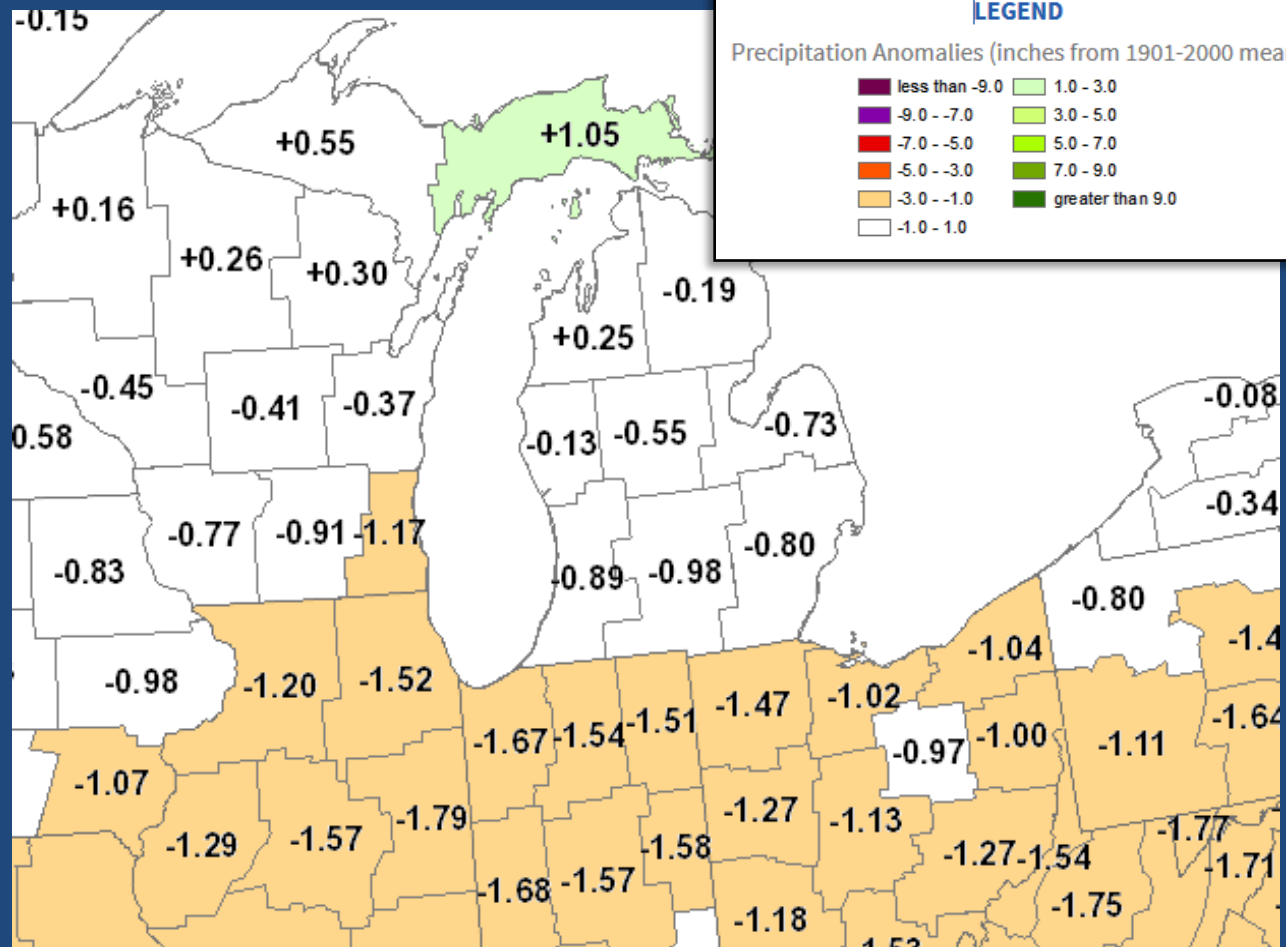 -0.15
LEGEND
Precipitation Anomalies (inches from 1901-2000 mea
less than -9.0 1.0 - 3.0
-9.0 - -7.0 3.0 - 5.0
-7.0 - -5.0 5.0 - 7.0
-5.0 - -3.0 7.0 - 9.0
-3.0 - -1.0 greater than 9.0
-1.0 - 1.0
+0.55 +1.05
+0.16
+0.26 +0.30 -0.19
+0.25
-0.45 -0.41 -0.37 -0.08
0.58 -0.13 -0.55 -0.73
-0.34
-0.77 -0.91 -1.17 -0.80
-0.83 -0.89 -0.98
-0.80
-1.04 -1.4
-0.98 -1.20 -1.52 -1.02
-1.67 -1.54 -1.51 -1.47 -0.97 -1.00 -1.11 -1.64
-1.07
-1.29 -1.57 -1.79 -1.58 -1.27 -1.13 -1.77
-1.68 -1.57 -1.27 -1.54 -1.71
-1.18 -1.75